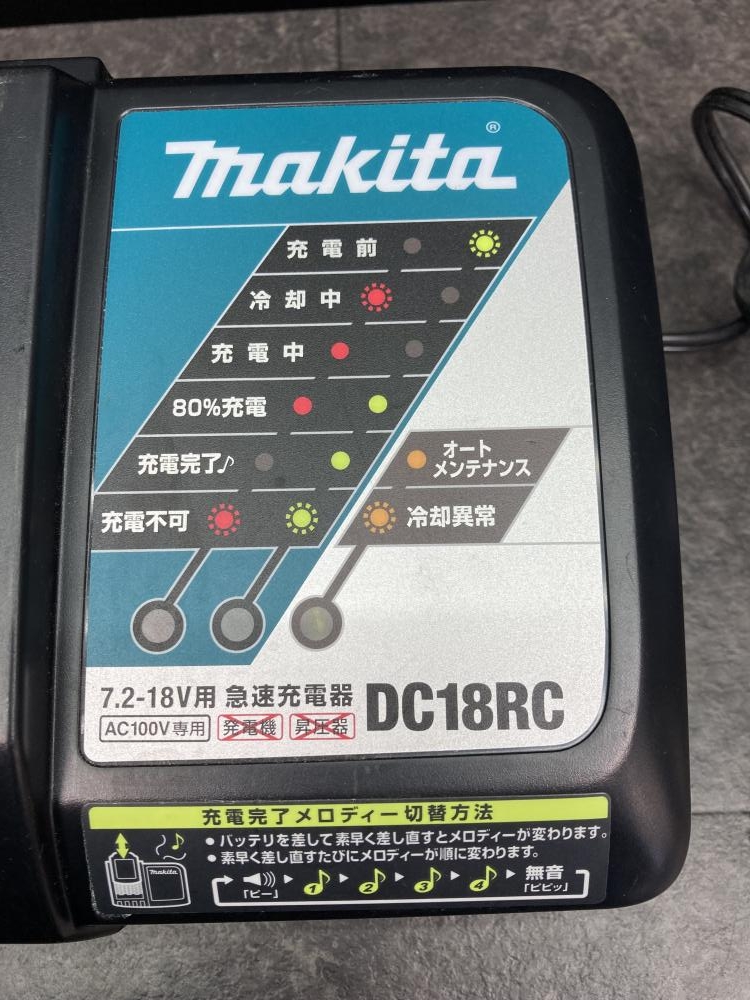 makita®
充電前
冷却中
充電中
80%充電
充電完了♪
オート
メンテナンス
充電不可
冷却異常
7.2-18V用 急速充電器 DC18RC
AC100V専用 発電機 昇圧器
充電完了メロディー切替方法
●バッテリを差して素早く差し直すとメロディーが変わります。
●素早く差し直すたびにメロディーが順に変わります。
makita
「ピー」 1 2 3 4 無音
「ピピッ」